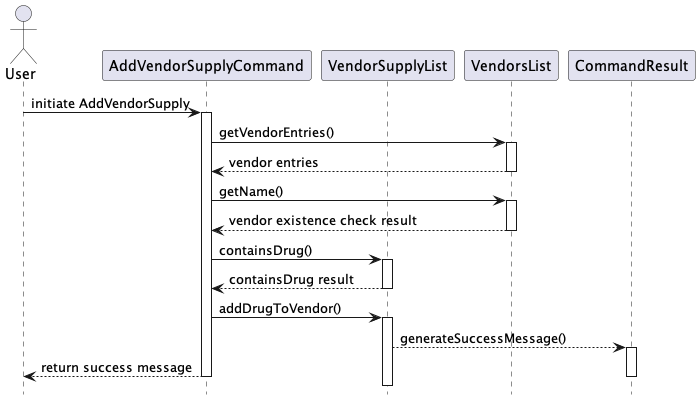 User
AddVendorSupplyCommand
VendorSupplyList
VendorsList
CommandResult
initiate AddVendorSupply
getVendorEntries()
vendor entries
getName()
vendor existence check result
containsDrug()
containsDrug result
addDrugToVendor()
generateSuccessMessage()
return success message